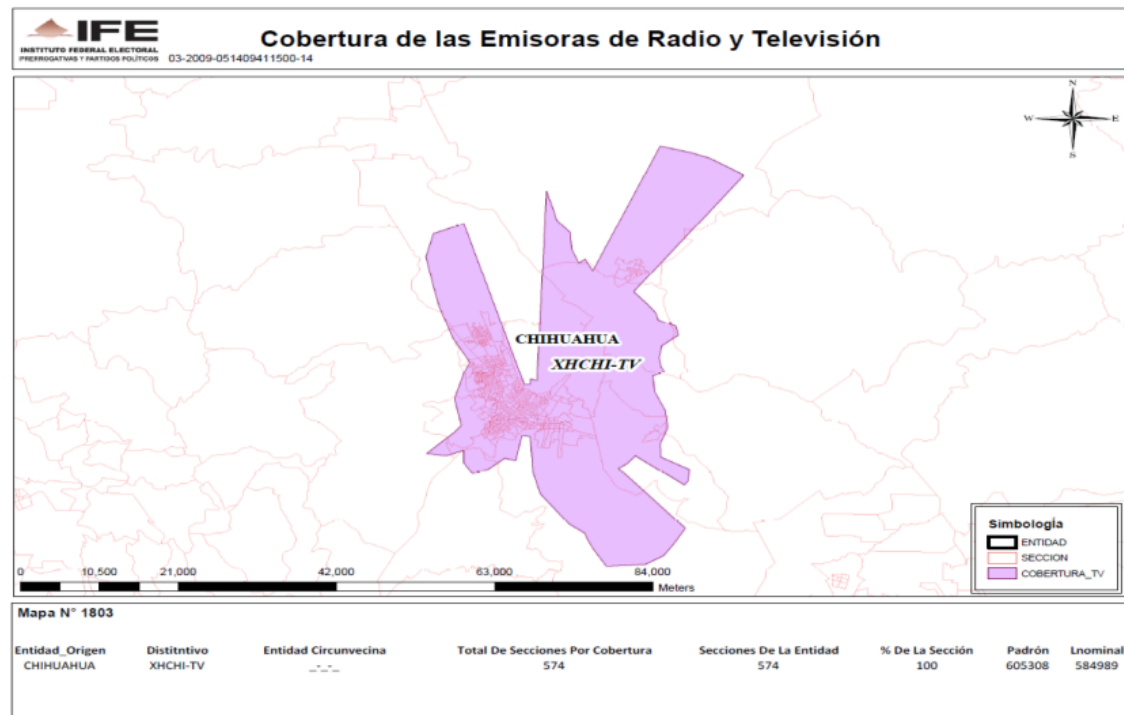 IFE
INSTITUTO FEDERAL ELECTORAL
PRERROGATIVAS Y PARTIDOS POLÍTICOS
03-2009-051409411500-14
Cobertura de las Emisoras de Radio y Televisión
N
W
E
S
CHIHUAHUA
XHCHI-TV
0 10,500 21,000 42,000 63,000 84,000
Meters
Simbología
ENTIDAD
SECCION
COBERTURA_TV
Mapa N° 1803
Entidad_Origen Distitntivo Entidad Circunvecina Total De Secciones Por Cobertura Secciones De La Entidad % De La Sección Padrón Lnominal
CHIHUAHUA XHCHI-TV _-_-_ 574 574 100 605308 584989